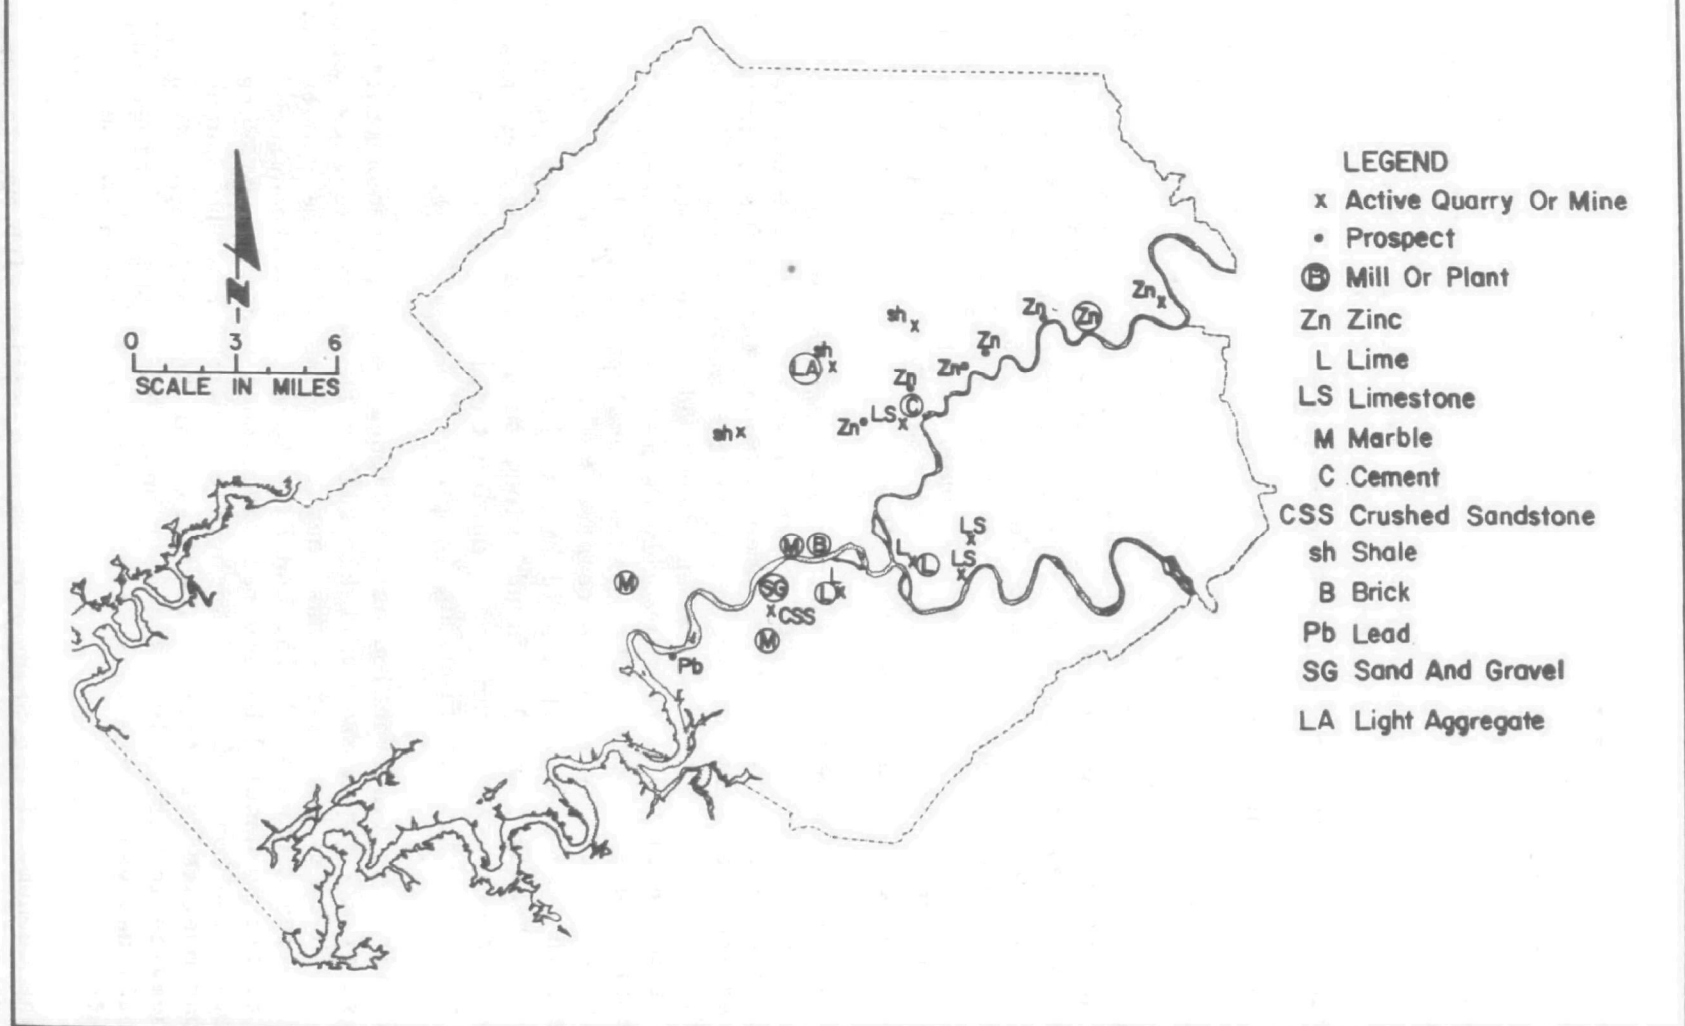 LEGEND
x Active Quarry Or Mine
• Prospect
B Mill Or Plant
Zn Zinc
L Lime
LS Limestone
M Marble
C Cement
CSS Crushed Sandstone
sh Shale
B Brick
Pb Lead
SG Sand And Gravel
LA Light Aggregate
N
0 3 6
SCALE IN MILES
Zn
Zn
Zn
sh
Zn
sh
LA
Zn
Zn
C
LS
Zn
sh
LS
M
B
L
L
LS
M
SG
L
L
CSS
M
Pb